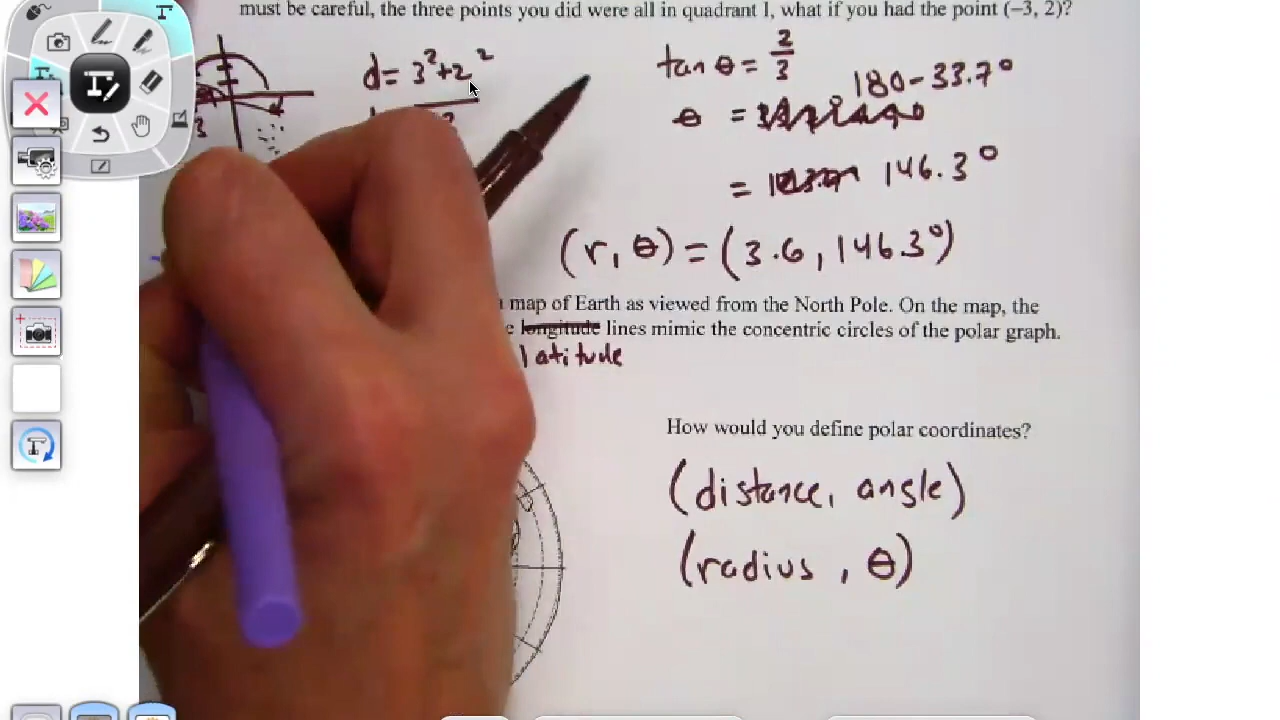 must be careful, the three points you did were all in quadrant I, what if you had the point (−3, 2)?
d= 3²+2²
3
tan θ = 2/3
180-33.7°
θ =
= 146.3°
(r, θ) = (3.6, 146.3°)
map of Earth as viewed from the North Pole. On the map, the
longitude lines mimic the concentric circles of the polar graph.
latitude
How would you define polar coordinates?
(distance, angle)
(radius, θ)